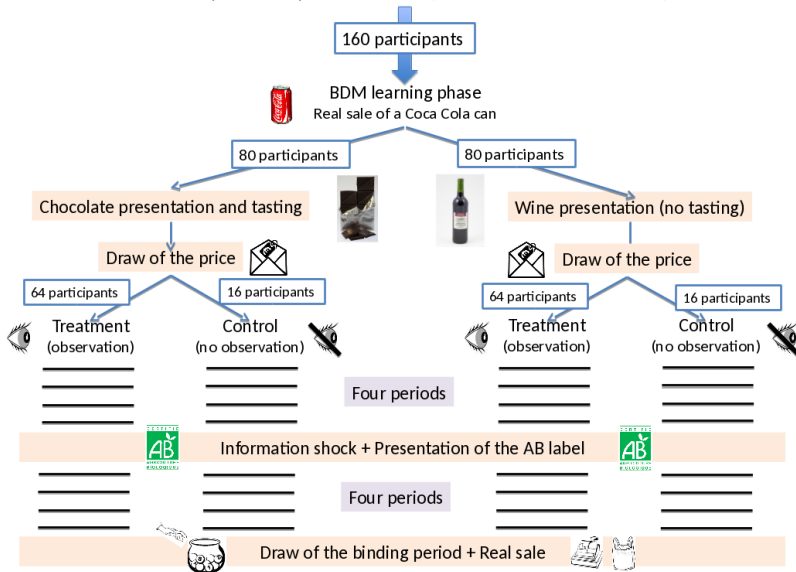 160 participants
BDM learning phase
Real sale of a Coca Cola can
80 participants
80 participants
Chocolate presentation and tasting
Wine presentation (no tasting)
Draw of the price
Draw of the price
64 participants
16 participants
64 participants
16 participants
Treatment
(observation)
Control
(no observation)
Treatment
(observation)
Control
(no observation)
Four periods
AB
Information shock + Presentation of the AB label
AB
Four periods
Draw of the binding period + Real sale